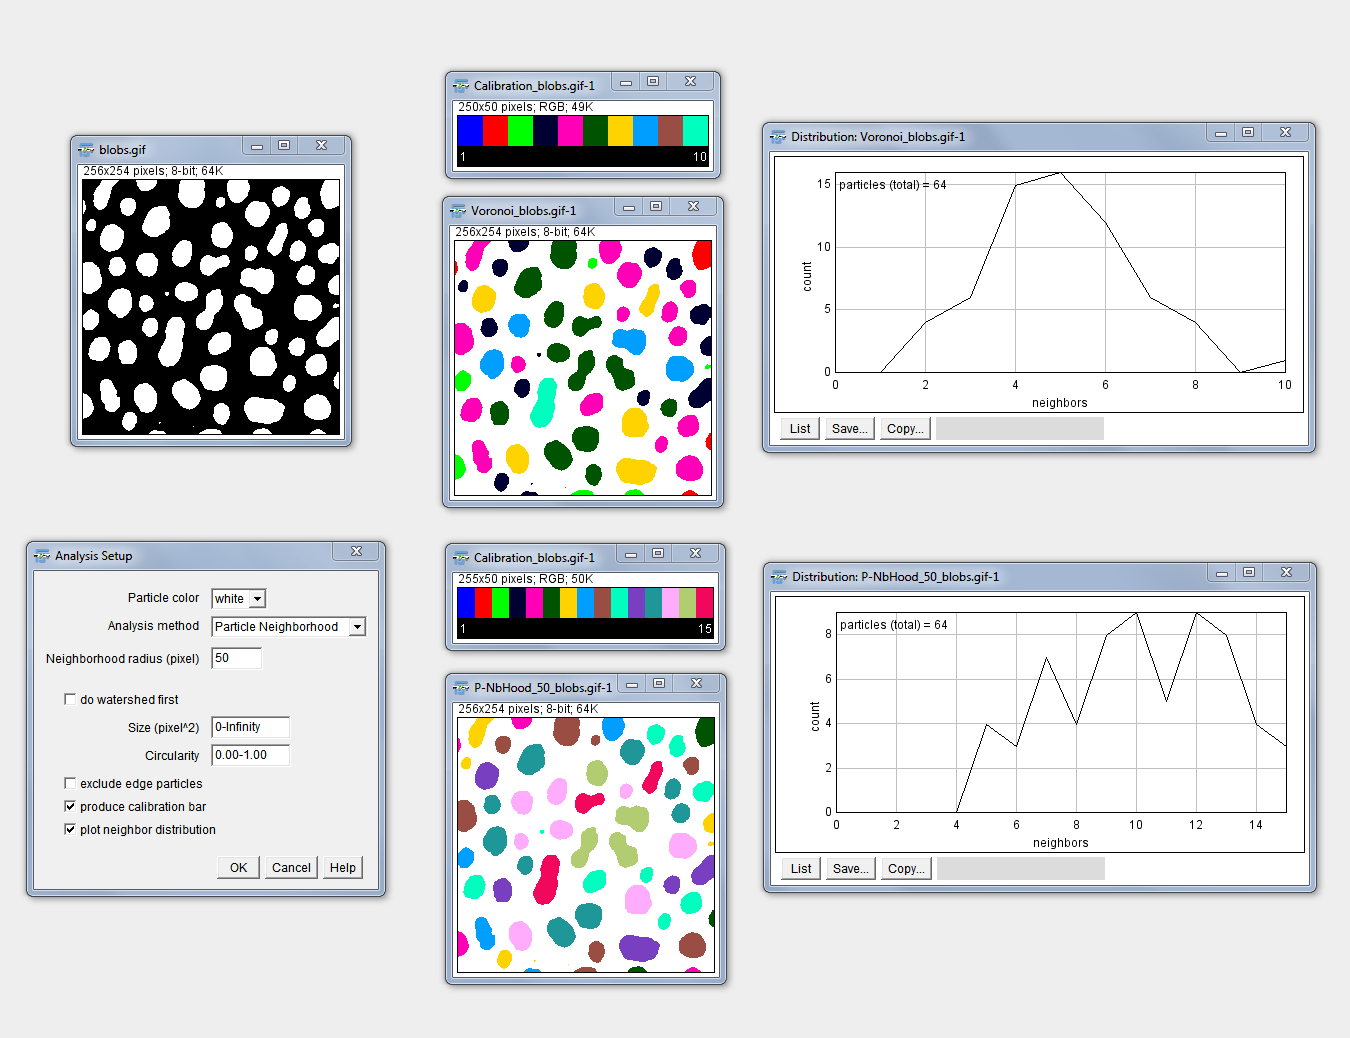 blobs.gif
256x254 pixels; 8-bit; 64K
Calibration_blobs.gif-1
250x50 pixels; RGB; 49K
1 10
Voronoi_blobs.gif-1
256x254 pixels; 8-bit; 64K
Distribution: Voronoi_blobs.gif-1
particles (total) = 64
15
10
5
0
count
0 2 4 6 8 10
neighbors
List Save... Copy...
Analysis Setup
Particle color white
Analysis method Particle Neighborhood
Neighborhood radius (pixel) 50
do watershed first
Size (pixel^2) 0-Infinity
Circularity 0.00-1.00
exclude edge particles
produce calibration bar
plot neighbor distribution
OK Cancel Help
Calibration_blobs.gif-1
255x50 pixels; RGB; 50K
1 15
P-NbHood_50_blobs.gif-1
256x254 pixels; 8-bit; 64K
Distribution: P-NbHood_50_blobs.gif-1
particles (total) = 64
8
6
4
2
0
count
0 2 4 6 8 10 12 14
neighbors
List Save... Copy...